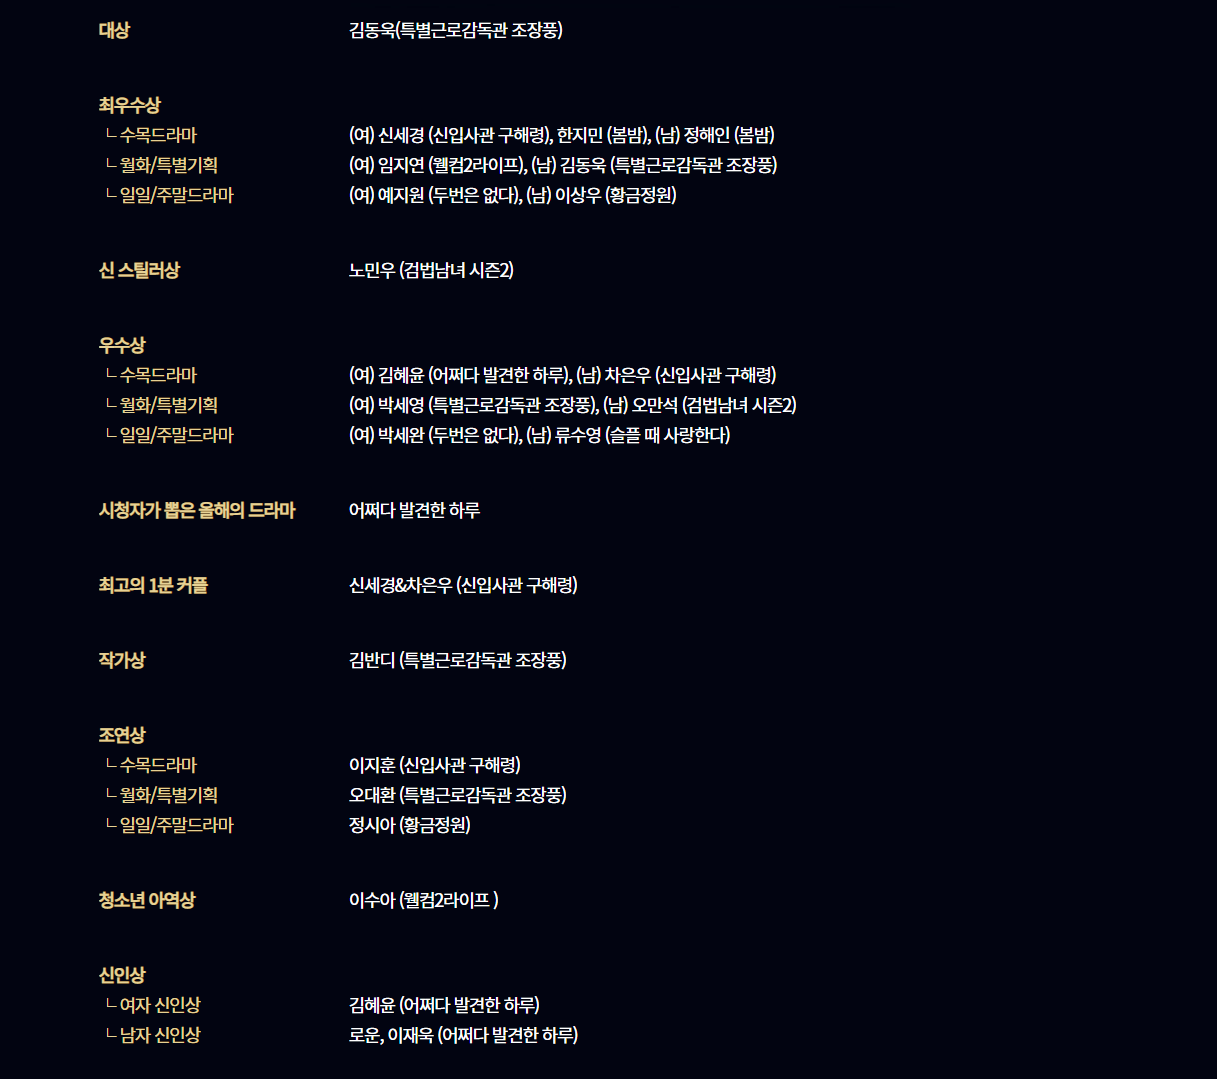 대상 김동욱(특별근로감독관 조장풍)
최우수상
└ 수목드라마 (여) 신세경 (신입사관 구해령), 한지민 (봄밤), (남) 정해인 (봄밤)
└ 월화/특별기획 (여) 임지연 (웰컴2라이프), (남) 김동욱 (특별근로감독관 조장풍)
└ 일일/주말드라마 (여) 예지원 (두번은 없다), (남) 이상우 (황금정원)
신 스틸러상 노민우 (검법남녀 시즌2)
우수상
└ 수목드라마 (여) 김혜윤 (어쩌다 발견한 하루), (남) 차은우 (신입사관 구해령)
└ 월화/특별기획 (여) 박세영 (특별근로감독관 조장풍), (남) 오만석 (검법남녀 시즌2)
└ 일일/주말드라마 (여) 박세완 (두번은 없다), (남) 류수영 (슬플 때 사랑한다)
시청자가 뽑은 올해의 드라마 어쩌다 발견한 하루
최고의 1분 커플 신세경&차은우 (신입사관 구해령)
작가상 김반디 (특별근로감독관 조장풍)
조연상
└ 수목드라마 이지훈 (신입사관 구해령)
└ 월화/특별기획 오대환 (특별근로감독관 조장풍)
└ 일일/주말드라마 정시아 (황금정원)
청소년 아역상 이수아 (웰컴2라이프 )
신인상
└ 여자 신인상 김혜윤 (어쩌다 발견한 하루)
└ 남자 신인상 로운, 이재욱 (어쩌다 발견한 하루)